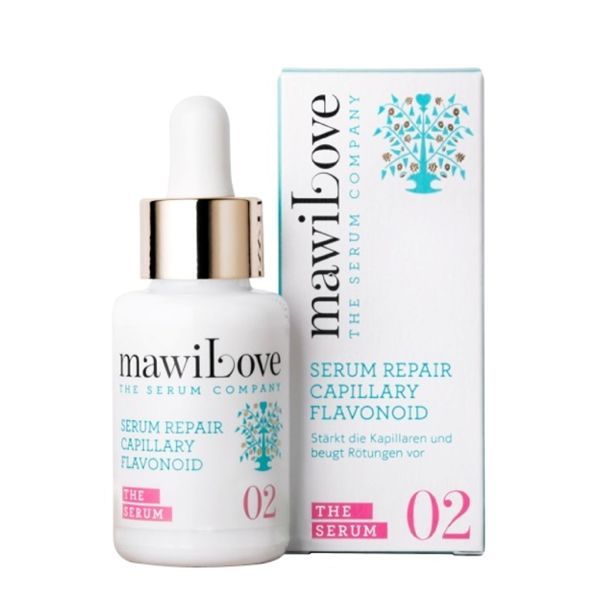 mawiLove
THE SERUM COMPANY
SERUM REPAIR
CAPILLARY
FLAVONOID
THE
SERUM
02
mawiLove
THE SERUM COMPANY
SERUM REPAIR
CAPILLARY
FLAVONOID
Stärkt die Kapillaren und
beugt Rötungen vor
THE
SERUM
02